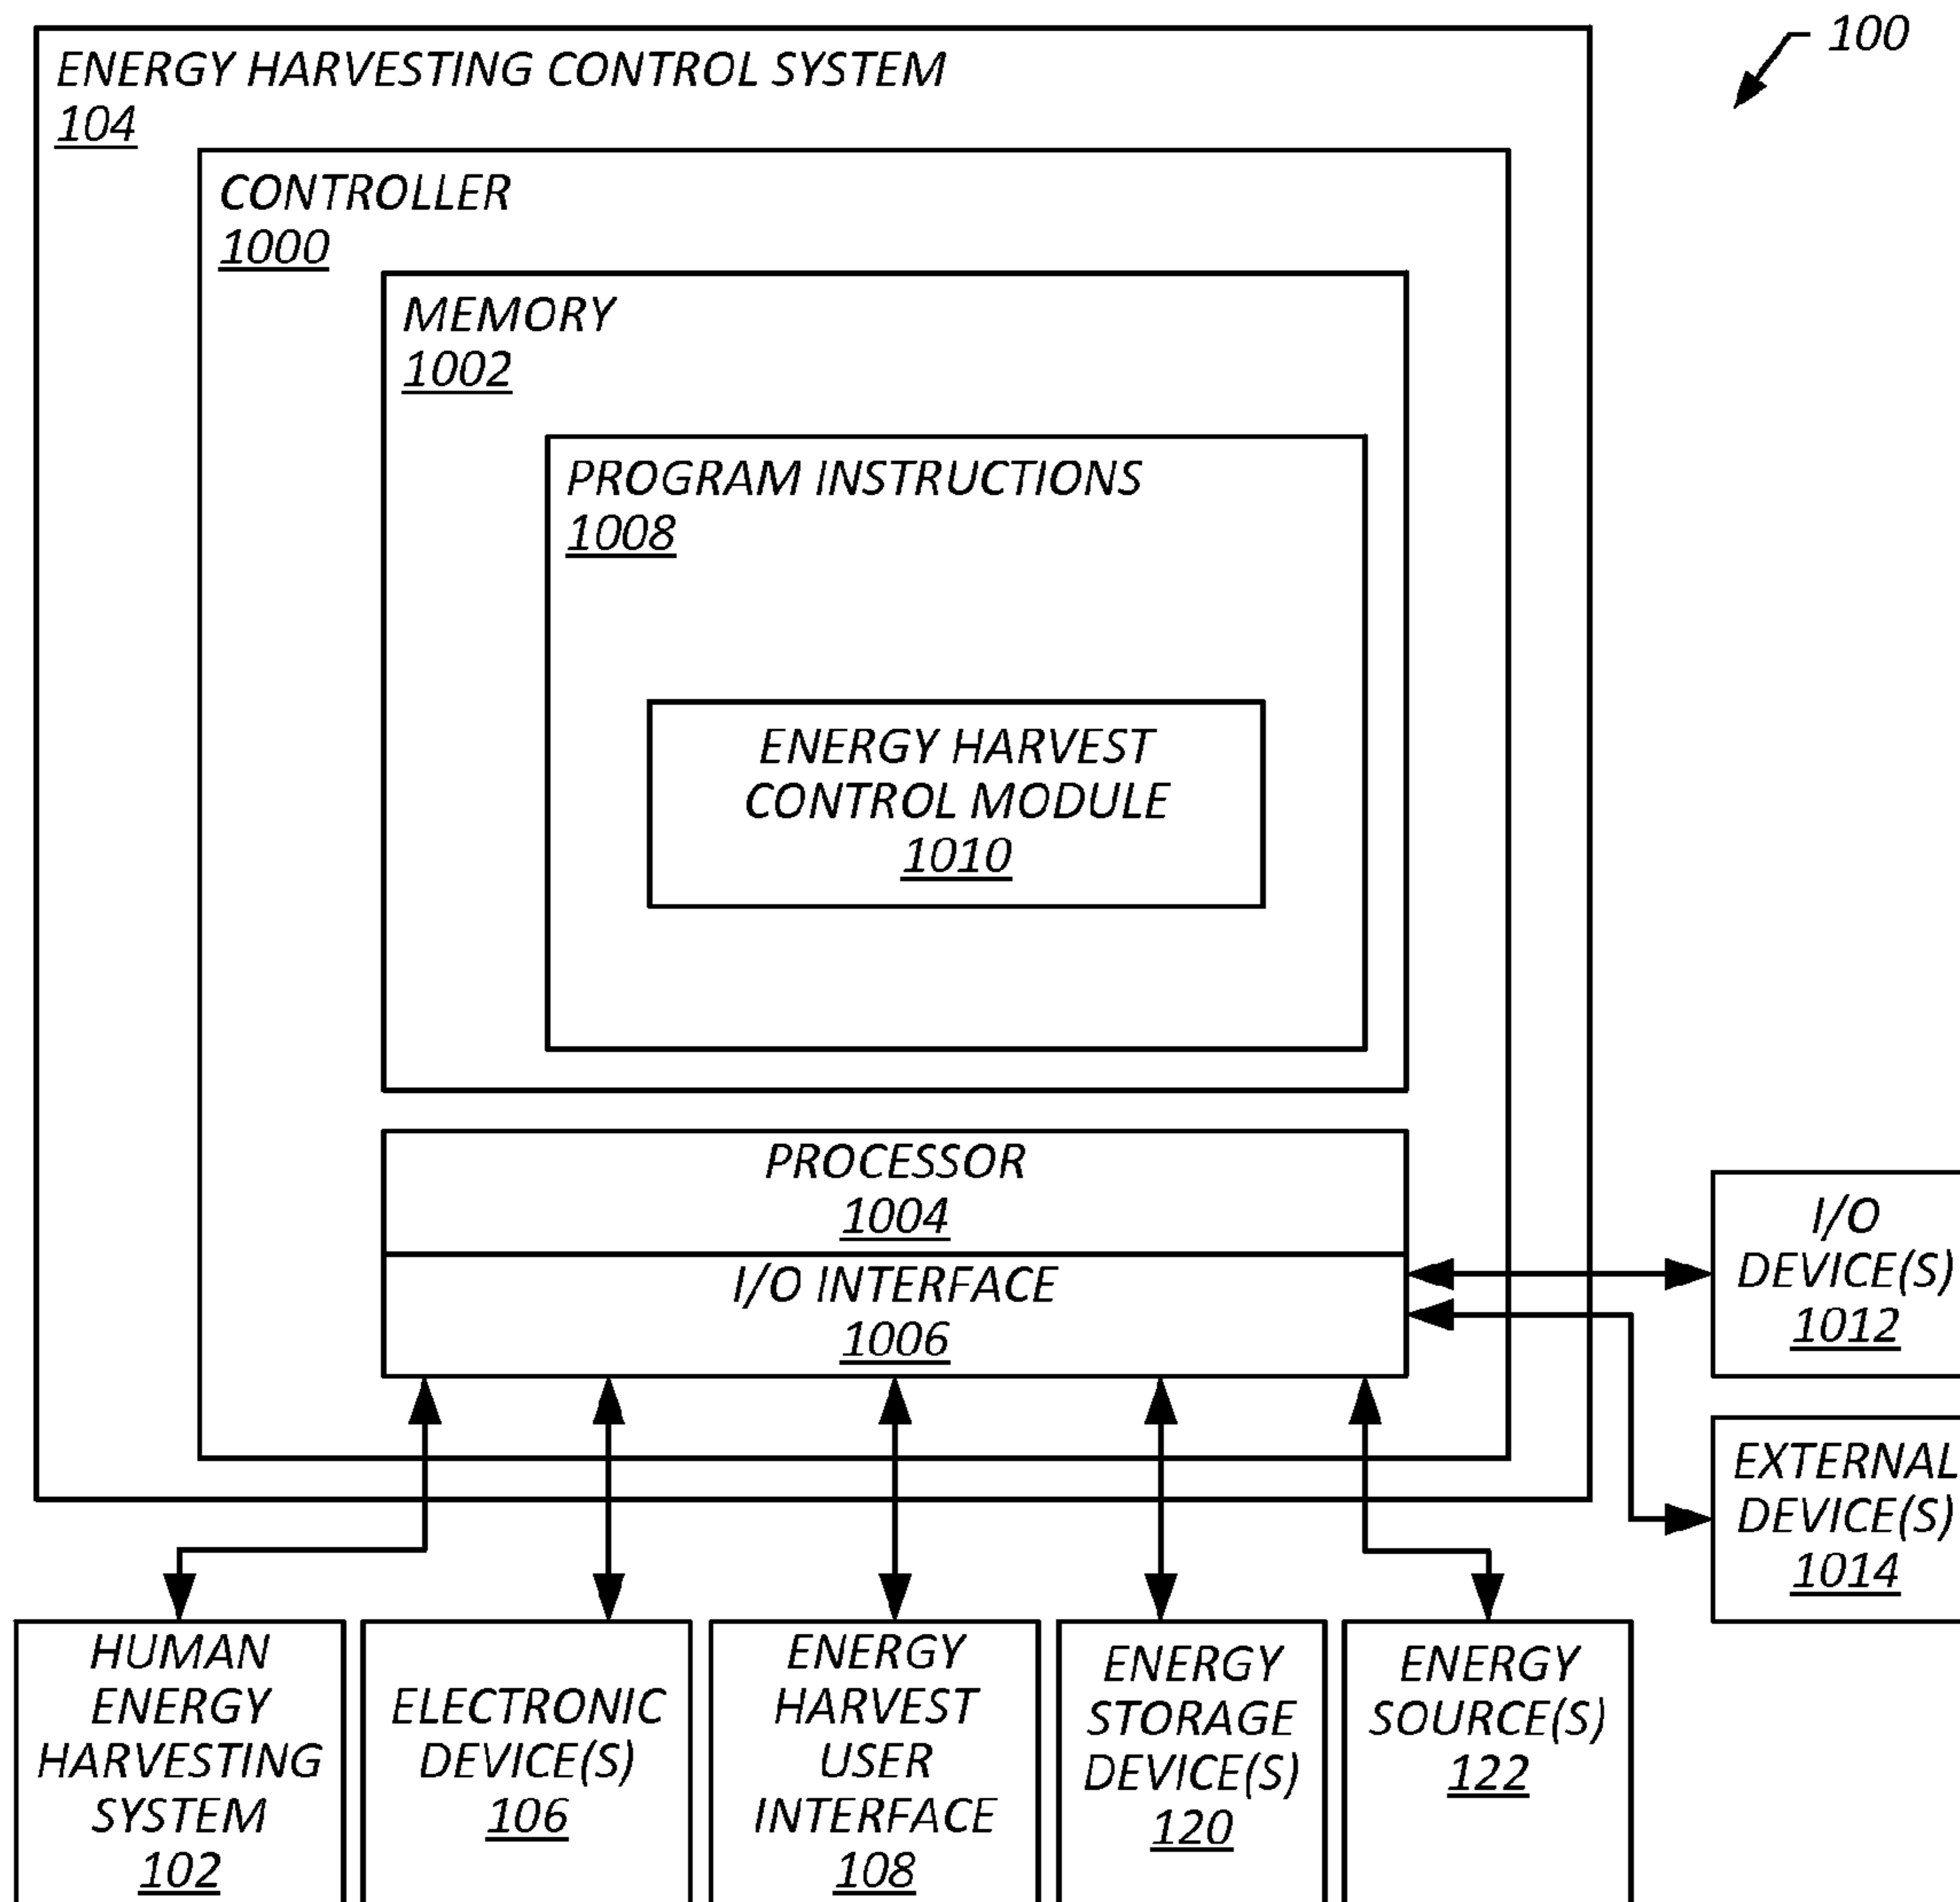 100
ENERGY HARVESTING CONTROL SYSTEM
104
CONTROLLER
1000
MEMORY
1002
PROGRAM INSTRUCTIONS
1008
ENERGY HARVEST
CONTROL MODULE
1010
PROCESSOR
1004
I/O INTERFACE
1006
I/O
DEVICE(S)
1012
EXTERNAL
DEVICE(S)
1014
HUMAN
ENERGY
HARVESTING
SYSTEM
102
ELECTRONIC
DEVICE(S)
106
ENERGY
HARVEST
USER
INTERFACE
108
ENERGY
STORAGE
DEVICE(S)
120
ENERGY
SOURCE(S)
122